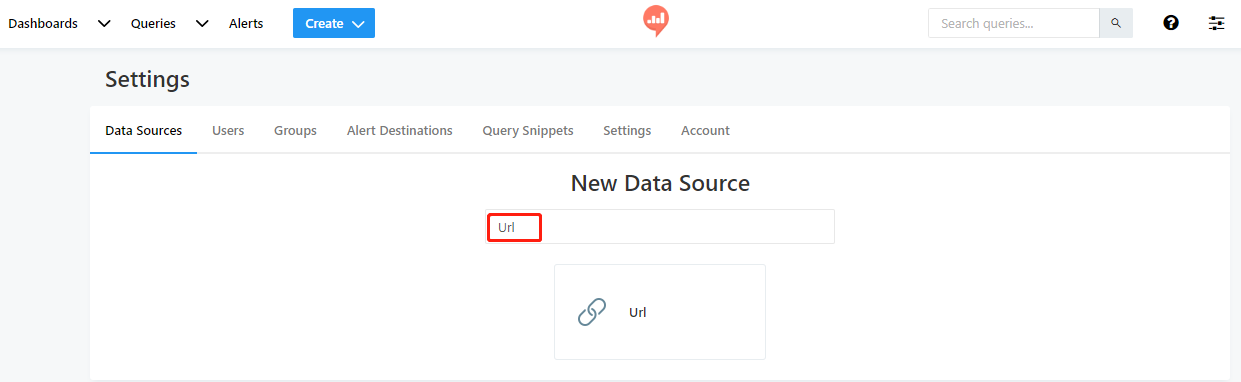 Dashboards Queries Alerts Create Search queries...
Settings
Data Sources Users Groups Alert Destinations Query Snippets Settings Account
New Data Source
Url
Url